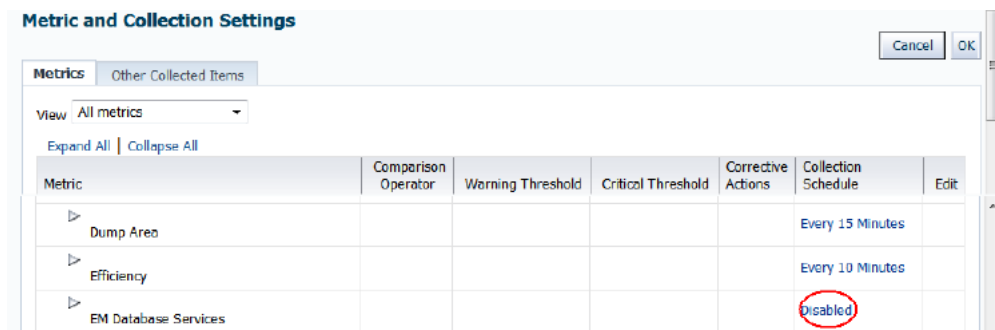 Metric and Collection Settings
Cancel OK
Metrics Other Collected Items
View All metrics
Expand All | Collapse All
Metric Comparison Operator Warning Threshold Critical Threshold Corrective Actions Collection Schedule Edit
Dump Area Every 15 Minutes
Efficiency Every 10 Minutes
EM Database Services Disabled